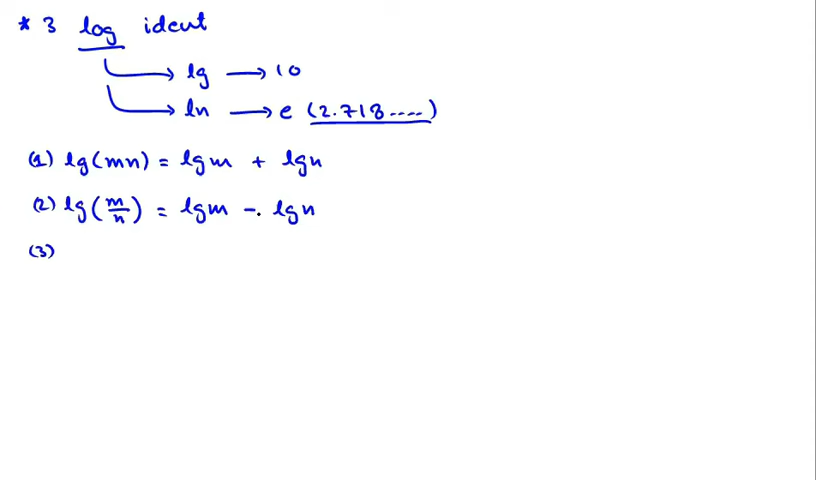 * 3 log ident
lg → 10
ln → e (2.718....)
(1) lg(mn) = lgm + lgn
(2) lg(m/n) = lgm - lgn
(3)